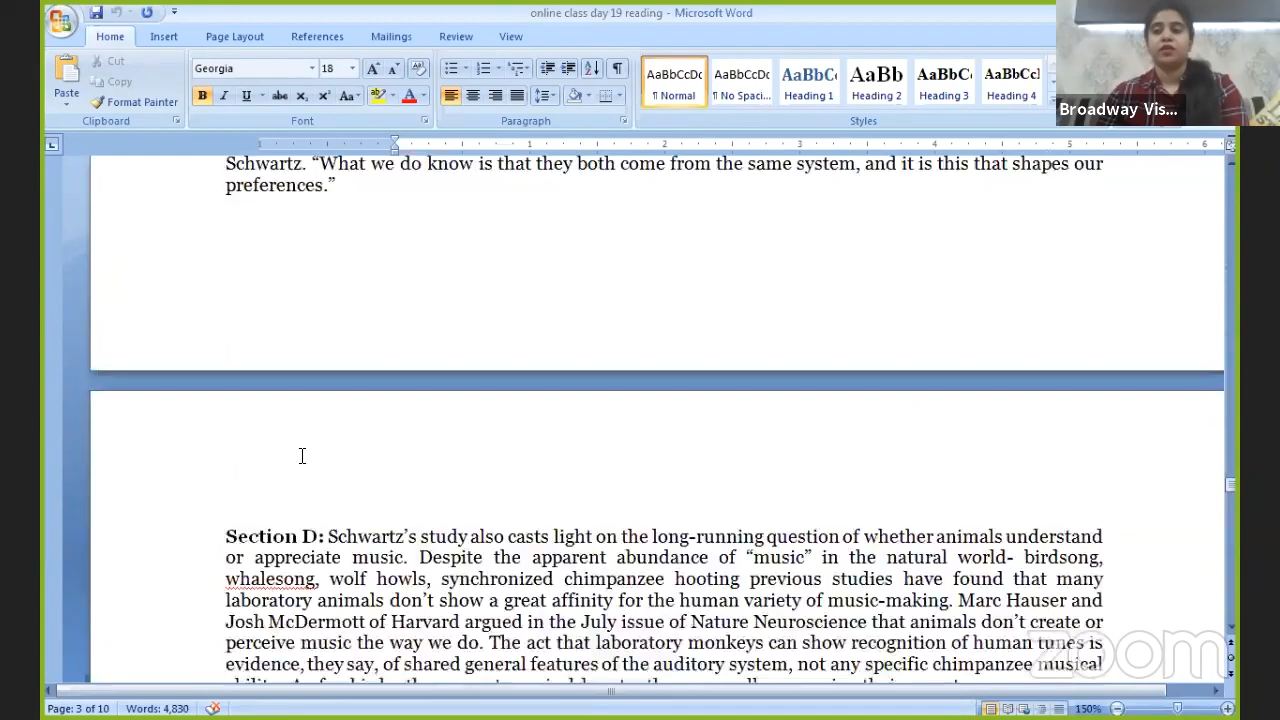 online class day 19 reading - Microsoft Word
Home Insert Page Layout References Mailings Review View
Cut
Copy
Format Painter
Paste
Georgia 18
AaBbCcDc AaBbCcDc AaBbC AaBb AaBbC AaBbCcI
¶ Normal ¶ No Spaci... Heading 1 Heading 2 Heading 3 Heading 4
Clipboard Font Paragraph Styles
Broadway Vis...
1 1 2 3 4 5 6
Schwartz. “What we do know is that they both come from the same system, and it is this that shapes our
preferences.”
Section D: Schwartz’s study also casts light on the long-running question of whether animals understand
or appreciate music. Despite the apparent abundance of “music” in the natural world- birdsong,
whalesong, wolf howls, synchronized chimpanzee hooting previous studies have found that many
laboratory animals don’t show a great affinity for the human variety of music-making. Marc Hauser and
Josh McDermott of Harvard argued in the July issue of Nature Neuroscience that animals don’t create or
perceive music the way we do. The act that laboratory monkeys can show recognition of human tunes is
evidence, they say, of shared general features of the auditory system, not any specific chimpanzee musical
zoom
Page: 3 of 10 Words: 4,830 150%